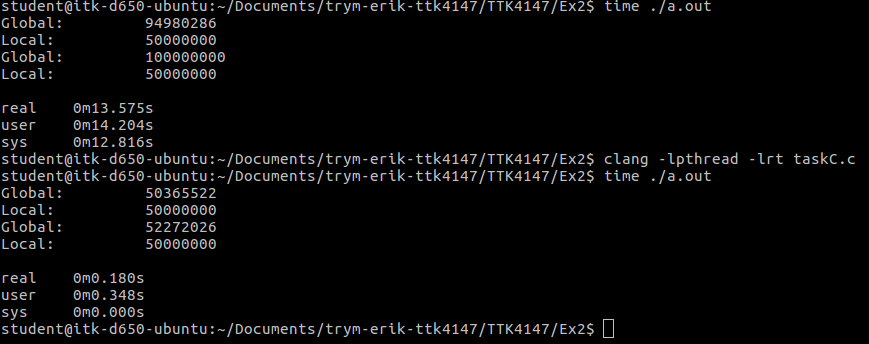 student@itk-d650-ubuntu:~/Documents/trym-erik-ttk4147/TTK4147/Ex2$ time ./a.out
Global:          94980286
Local:           50000000
Global:          100000000
Local:           50000000

real    0m13.575s
user    0m14.204s
sys     0m12.816s
student@itk-d650-ubuntu:~/Documents/trym-erik-ttk4147/TTK4147/Ex2$ clang -lpthread -lrt taskC.c
student@itk-d650-ubuntu:~/Documents/trym-erik-ttk4147/TTK4147/Ex2$ time ./a.out
Global:          50365522
Local:           50000000
Global:          52272026
Local:           50000000

real    0m0.180s
user    0m0.348s
sys     0m0.000s
student@itk-d650-ubuntu:~/Documents/trym-erik-ttk4147/TTK4147/Ex2$